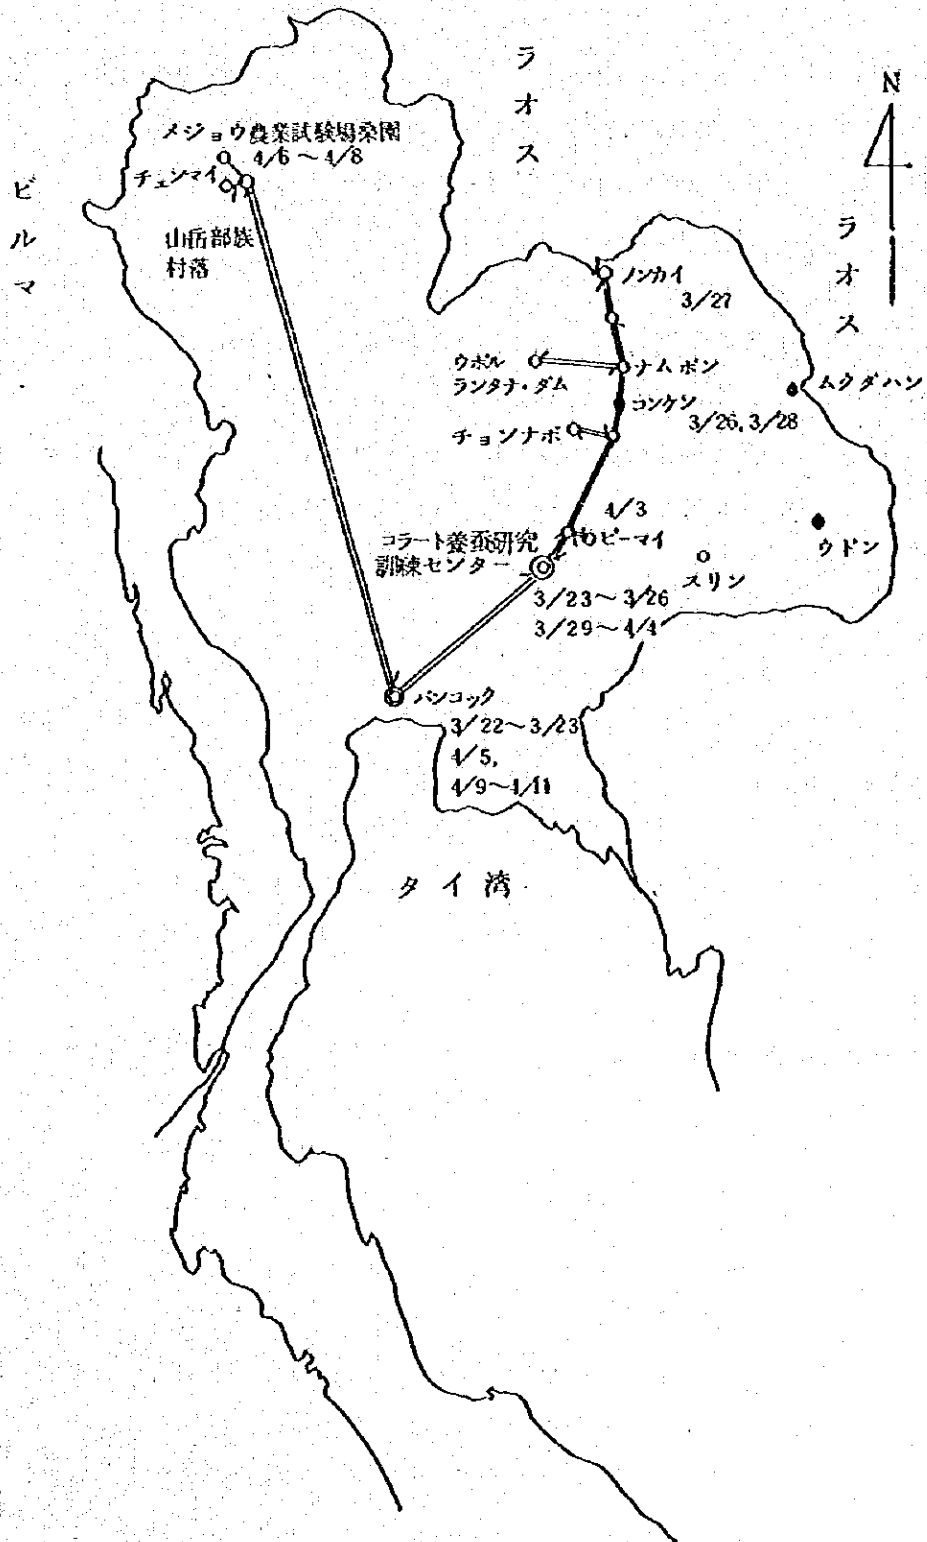 ラオス
N
メジョウ農業試験場桑園
4/6～4/8
チェンマイ
ビルマ
山岳部族
村落
ラオス
ノンカイ
3/27
ウボル
ランタナ・ダム
ナムポン
ムクダハン
コンケン
3/26, 3/28
チョンナボ
4/3
ピーマイ
コラート養蚕研究
訓練センター
ウドン
スリン
3/23～3/26
3/29～4/4
バンコック
3/22～3/23
4/5,
4/9～4/11
タイ湾